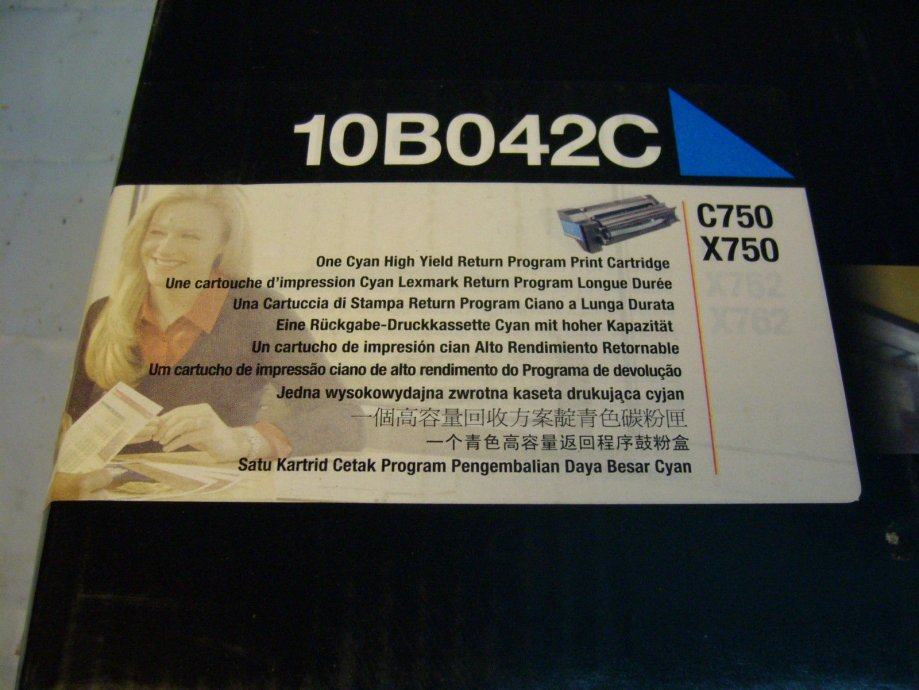 10B042C
C750
X750
X752
X762
One Cyan High Yield Return Program Print Cartridge
Une cartouche d'impression Cyan Lexmark Return Program Longue Durée
Una Cartuccia di Stampa Return Program Ciano a Lunga Durata
Eine Rückgabe-Druckkassette Cyan mit hoher Kapazität
Un cartucho de impresión cian Alto Rendimiento Retornable
Um cartucho de impressão ciano de alto rendimento do Programa de devolução
Jedna wysokowydajna zwrotna kaseta drukująca cyjan
一個高容量回收方案靛青色碳粉匣
一个青色高容量返回程序鼓粉盒
Satu Kartrid Cetak Program Pengembalian Daya Besar Cyan